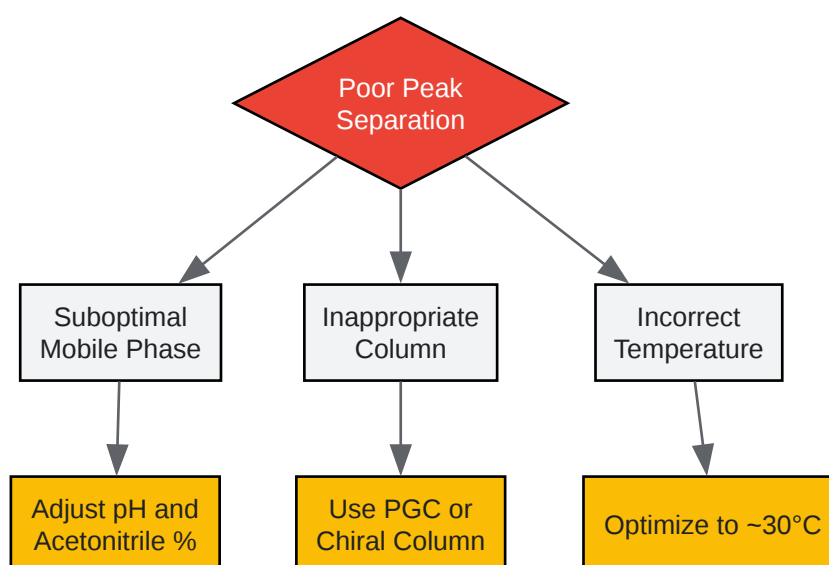 Poor Peak
Separation
Suboptimal
Mobile Phase
Inappropriate
Column
Incorrect
Temperature
Adjust pH and
Acetonitrile %
Use PGC or
Chiral Column
Optimize to ~30°C